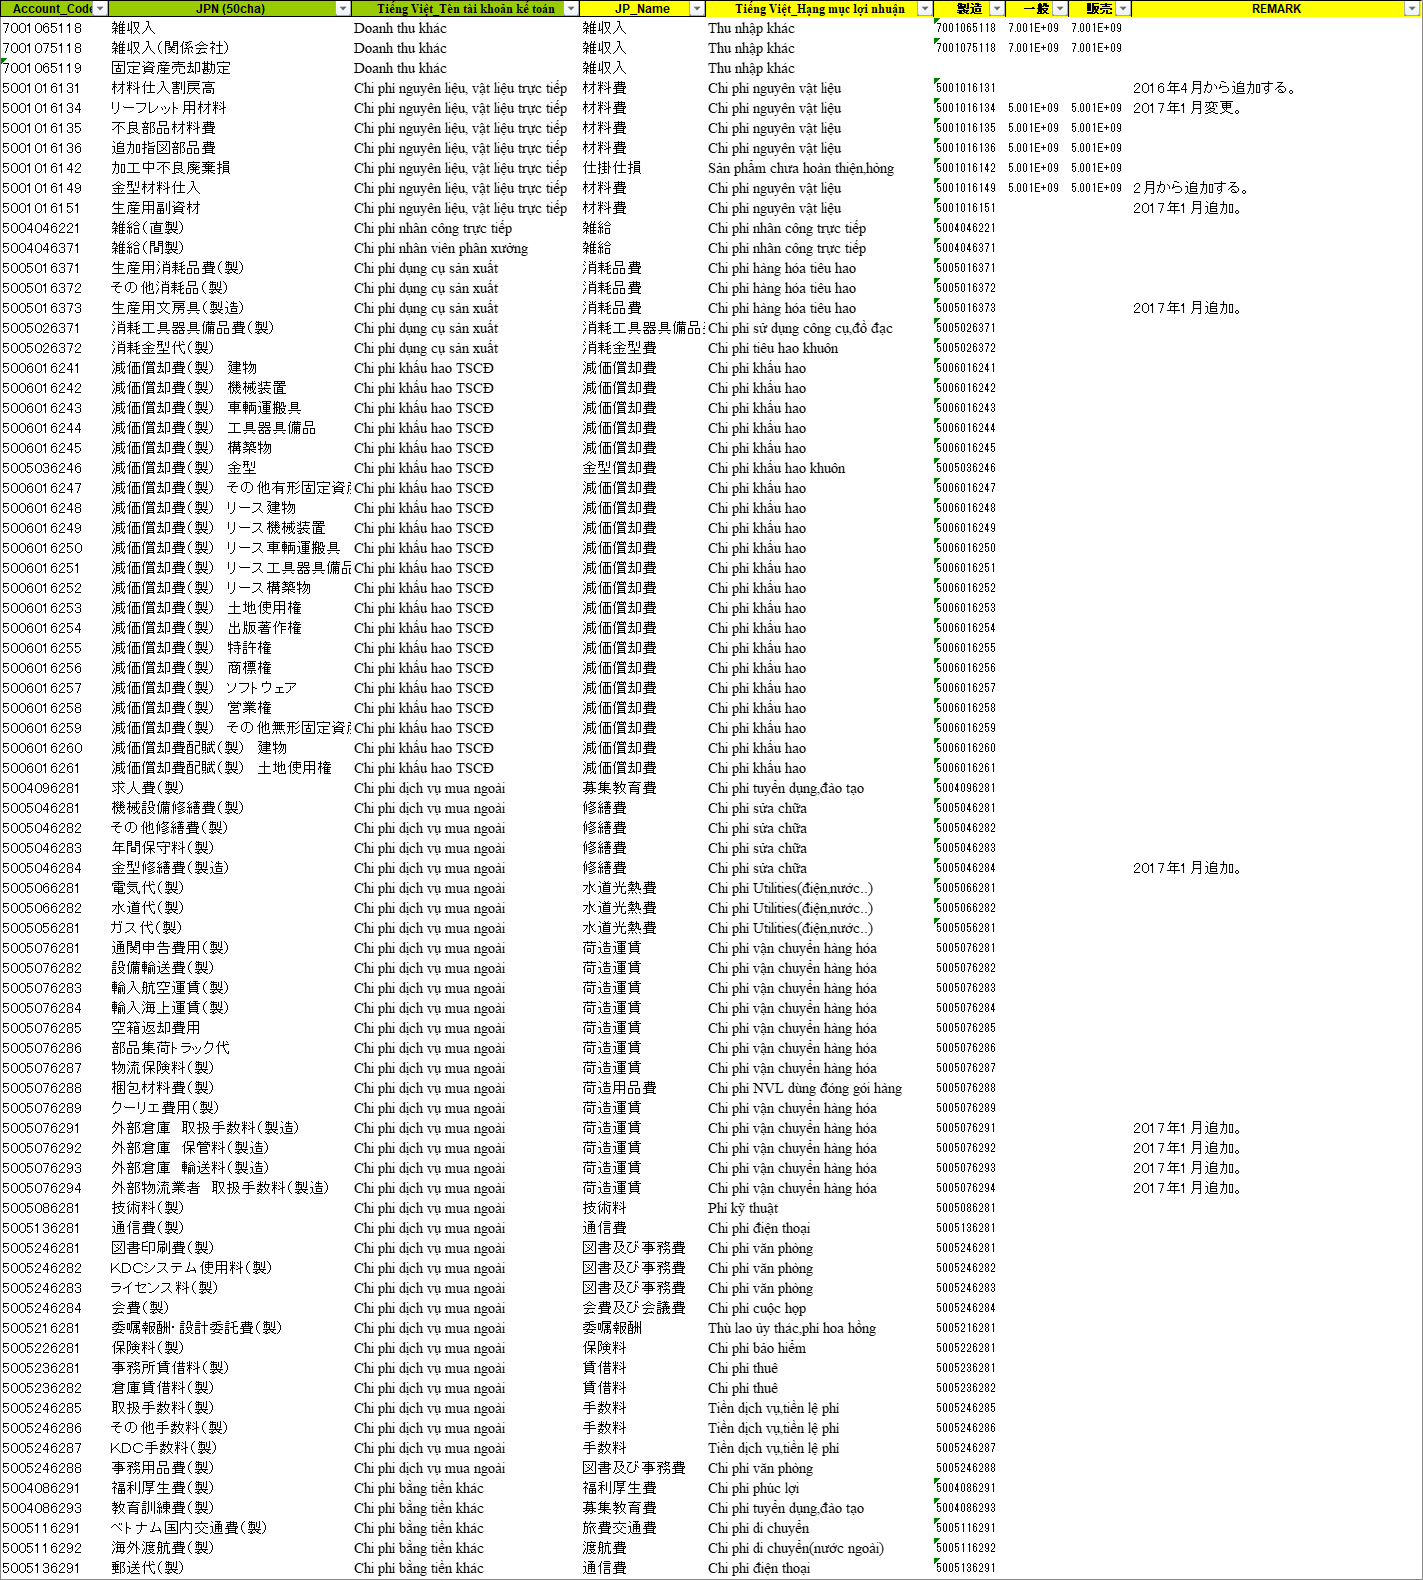 Account_Code JPN (50cha) Tiếng Việt_Tên tài khoản kế toán JP_Name Tiếng Việt_Hạng mục lợi nhuận 製造 一般 販売 REMARK
7001065118 雑収入 Doanh thu khác 雑収入 Thu nhập khác 7001065118 7.001E+09 7.001E+09
7001075118 雑収入(関係会社) Doanh thu khác 雑収入 Thu nhập khác 7001075118 7.001E+09 7.001E+09
7001065119 固定資産売却勘定 Doanh thu khác 雑収入 Thu nhập khác
5001016131 材料仕入割戻高 Chi phí nguyên liệu, vật liệu trực tiếp 材料費 Chi phí nguyên vật liệu 5001016131 2016年4月から追加する。
5001016134 リーフレット用材料 Chi phí nguyên liệu, vật liệu trực tiếp 材料費 Chi phí nguyên vật liệu 5001016134 5.001E+09 5.001E+09 2017年1月変更。
5001016135 不良部品材料費 Chi phí nguyên liệu, vật liệu trực tiếp 材料費 Chi phí nguyên vật liệu 5001016135 5.001E+09 5.001E+09
5001016136 追加指図部品費 Chi phí nguyên liệu, vật liệu trực tiếp 材料費 Chi phí nguyên vật liệu 5001016136 5.001E+09 5.001E+09
5001016142 加工中不良廃棄損 Chi phí nguyên liệu, vật liệu trực tiếp 仕掛仕損 Sản phẩm chưa hoàn thiện,hỏng 5001016142 5.001E+09 5.001E+09
5001016149 金型材料仕入 Chi phí nguyên liệu, vật liệu trực tiếp 材料費 Chi phí nguyên vật liệu 5001016149 5.001E+09 5.001E+09 2月から追加する。
5001016151 生産用副資材 Chi phí nguyên liệu, vật liệu trực tiếp 材料費 Chi phí nguyên vật liệu 5001016151 2017年1月追加。
5004046221 雑給(直製) Chi phí nhân công trực tiếp 雑給 Chi phí nhân công trực tiếp 5004046221
5004046371 雑給(間製) Chi phí nhân viên phân xưởng 雑給 Chi phí nhân công trực tiếp 5004046371
5005016371 生産用消耗品費(製) Chi phí dụng cụ sản xuất 消耗品費 Chi phí hàng hóa tiêu hao 5005016371
5005016372 その他消耗品(製) Chi phí dụng cụ sản xuất 消耗品費 Chi phí hàng hóa tiêu hao 5005016372
5005016373 生産用文房具(製造) Chi phí dụng cụ sản xuất 消耗品費 Chi phí hàng hóa tiêu hao 5005016373 2017年1月追加。
5005026371 消耗工具器具備品費(製) Chi phí dụng cụ sản xuất 消耗工具器具備品 Chi phí sử dụng công cụ,đồ đạc 5005026371
5005026372 消耗金型代(製) Chi phí dụng cụ sản xuất 消耗金型費 Chi phí tiêu hao khuôn 5005026372
5006016241 減価償却費(製) 建物 Chi phí khấu hao TSCĐ 減価償却費 Chi phí khấu hao 5006016241
5006016242 減価償却費(製) 機械装置 Chi phí khấu hao TSCĐ 減価償却費 Chi phí khấu hao 5006016242
5006016243 減価償却費(製) 車輌運搬具 Chi phí khấu hao TSCĐ 減価償却費 Chi phí khấu hao 5006016243
5006016244 減価償却費(製) 工具器具備品 Chi phí khấu hao TSCĐ 減価償却費 Chi phí khấu hao 5006016244
5006016245 減価償却費(製) 構築物 Chi phí khấu hao TSCĐ 減価償却費 Chi phí khấu hao 5006016245
5005036246 減価償却費(製) 金型 Chi phí khấu hao TSCĐ 金型償却費 Chi phí khấu hao khuôn 5005036246
5006016247 減価償却費(製) その他有形固定資産 Chi phí khấu hao TSCĐ 減価償却費 Chi phí khấu hao 5006016247
5006016248 減価償却費(製) リース建物 Chi phí khấu hao TSCĐ 減価償却費 Chi phí khấu hao 5006016248
5006016249 減価償却費(製) リース機械装置 Chi phí khấu hao TSCĐ 減価償却費 Chi phí khấu hao 5006016249
5006016250 減価償却費(製) リース車輌運搬具 Chi phí khấu hao TSCĐ 減価償却費 Chi phí khấu hao 5006016250
5006016251 減価償却費(製) リース工具器具備品 Chi phí khấu hao TSCĐ 減価償却費 Chi phí khấu hao 5006016251
5006016252 減価償却費(製) リース構築物 Chi phí khấu hao TSCĐ 減価償却費 Chi phí khấu hao 5006016252
5006016253 減価償却費(製) 土地使用権 Chi phí khấu hao TSCĐ 減価償却費 Chi phí khấu hao 5006016253
5006016254 減価償却費(製) 出版著作権 Chi phí khấu hao TSCĐ 減価償却費 Chi phí khấu hao 5006016254
5006016255 減価償却費(製) 特許権 Chi phí khấu hao TSCĐ 減価償却費 Chi phí khấu hao 5006016255
5006016256 減価償却費(製) 商標権 Chi phí khấu hao TSCĐ 減価償却費 Chi phí khấu hao 5006016256
5006016257 減価償却費(製) ソフトウェア Chi phí khấu hao TSCĐ 減価償却費 Chi phí khấu hao 5006016257
5006016258 減価償却費(製) 営業権 Chi phí khấu hao TSCĐ 減価償却費 Chi phí khấu hao 5006016258
5006016259 減価償却費(製) その他無形固定資産 Chi phí khấu hao TSCĐ 減価償却費 Chi phí khấu hao 5006016259
5006016260 減価償却費配賦(製) 建物 Chi phí khấu hao TSCĐ 減価償却費 Chi phí khấu hao 5006016260
5006016261 減価償却費配賦(製) 土地使用権 Chi phí khấu hao TSCĐ 減価償却費 Chi phí khấu hao 5006016261
5004096281 求人費(製) Chi phí dịch vụ mua ngoài 募集教育費 Chi phí tuyển dụng,đào tạo 5004096281
5005046281 機械設備修繕費(製) Chi phí dịch vụ mua ngoài 修繕費 Chi phí sửa chữa 5005046281
5005046282 その他修繕費(製) Chi phí dịch vụ mua ngoài 修繕費 Chi phí sửa chữa 5005046282
5005046283 年間保守料(製) Chi phí dịch vụ mua ngoài 修繕費 Chi phí sửa chữa 5005046283
5005046284 金型修繕費(製造) Chi phí dịch vụ mua ngoài 修繕費 Chi phí sửa chữa 5005046284 2017年1月追加。
5005066281 電気代(製) Chi phí dịch vụ mua ngoài 水道光熱費 Chi phí Utilities(điện,nước..) 5005066281
5005066282 水道代(製) Chi phí dịch vụ mua ngoài 水道光熱費 Chi phí Utilities(điện,nước..) 5005066282
5005056281 ガス代(製) Chi phí dịch vụ mua ngoài 水道光熱費 Chi phí Utilities(điện,nước..) 5005056281
5005076281 通関申告費用(製) Chi phí dịch vụ mua ngoài 荷造運賃 Chi phí vận chuyển hàng hóa 5005076281
5005076282 設備輸送費(製) Chi phí dịch vụ mua ngoài 荷造運賃 Chi phí vận chuyển hàng hóa 5005076282
5005076283 輸入航空運賃(製) Chi phí dịch vụ mua ngoài 荷造運賃 Chi phí vận chuyển hàng hóa 5005076283
5005076284 輸入海上運賃(製) Chi phí dịch vụ mua ngoài 荷造運賃 Chi phí vận chuyển hàng hóa 5005076284
5005076285 空箱返却費用 Chi phí dịch vụ mua ngoài 荷造運賃 Chi phí vận chuyển hàng hóa 5005076285
5005076286 部品集荷トラック代 Chi phí dịch vụ mua ngoài 荷造運賃 Chi phí vận chuyển hàng hóa 5005076286
5005076287 物流保険料(製) Chi phí dịch vụ mua ngoài 荷造運賃 Chi phí vận chuyển hàng hóa 5005076287
5005076288 梱包材料費(製) Chi phí dịch vụ mua ngoài 荷造用品費 Chi phí NVL dùng đóng gói hàng 5005076288
5005076289 クーリエ費用(製) Chi phí dịch vụ mua ngoài 荷造運賃 Chi phí vận chuyển hàng hóa 5005076289
5005076291 外部倉庫 取扱手数料(製造) Chi phí dịch vụ mua ngoài 荷造運賃 Chi phí vận chuyển hàng hóa 5005076291 2017年1月追加。
5005076292 外部倉庫 保管料(製造) Chi phí dịch vụ mua ngoài 荷造運賃 Chi phí vận chuyển hàng hóa 5005076292 2017年1月追加。
5005076293 外部倉庫 輸送料(製造) Chi phí dịch vụ mua ngoài 荷造運賃 Chi phí vận chuyển hàng hóa 5005076293 2017年1月追加。
5005076294 外部物流業者 取扱手数料(製造) Chi phí dịch vụ mua ngoài 荷造運賃 Chi phí vận chuyển hàng hóa 5005076294 2017年1月追加。
5005086281 技術料(製) Chi phí dịch vụ mua ngoài 技術料 Phí kỹ thuật 5005086281
5005136281 通信費(製) Chi phí dịch vụ mua ngoài 通信費 Chi phí điện thoại 5005136281
5005246281 図書印刷費(製) Chi phí dịch vụ mua ngoài 図書及び事務費 Chi phí văn phòng 5005246281
5005246282 KDCシステム使用料(製) Chi phí dịch vụ mua ngoài 図書及び事務費 Chi phí văn phòng 5005246282
5005246283 ライセンス料(製) Chi phí dịch vụ mua ngoài 図書及び事務費 Chi phí văn phòng 5005246283
5005246284 会費(製) Chi phí dịch vụ mua ngoài 会費及び会議費 Chi phí cuộc họp 5005246284
5005216281 委嘱報酬・設計委託費(製) Chi phí dịch vụ mua ngoài 委嘱報酬 Thù lao ủy thác,phí hoa hồng 5005216281
5005226281 保険料(製) Chi phí dịch vụ mua ngoài 保険料 Chi phí bảo hiểm 5005226281
5005236281 事務所賃借料(製) Chi phí dịch vụ mua ngoài 賃借料 Chi phí thuê 5005236281
5005236282 倉庫賃借料(製) Chi phí dịch vụ mua ngoài 賃借料 Chi phí thuê 5005236282
5005246285 取扱手数料(製) Chi phí dịch vụ mua ngoài 手数料 Tiền dịch vụ,tiền lệ phí 5005246285
5005246286 その他手数料(製) Chi phí dịch vụ mua ngoài 手数料 Tiền dịch vụ,tiền lệ phí 5005246286
5005246287 KDC手数料(製) Chi phí dịch vụ mua ngoài 手数料 Tiền dịch vụ,tiền lệ phí 5005246287
5005246288 事務用品費(製) Chi phí dịch vụ mua ngoài 図書及び事務費 Chi phí văn phòng 5005246288
5004086291 福利厚生費(製) Chi phí bằng tiền khác 福利厚生費 Chi phí phúc lợi 5004086291
5004086293 教育訓練費(製) Chi phí bằng tiền khác 募集教育費 Chi phí tuyển dụng,đào tạo 5004086293
5005116291 ベトナム国内交通費(製) Chi phí bằng tiền khác 旅費交通費 Chi phí di chuyển 5005116291
5005116292 海外渡航費(製) Chi phí bằng tiền khác 渡航費 Chi phí di chuyển(nước ngoài) 5005116292
5005136291 郵送代(製) Chi phí bằng tiền khác 通信費 Chi phí điện thoại 5005136291